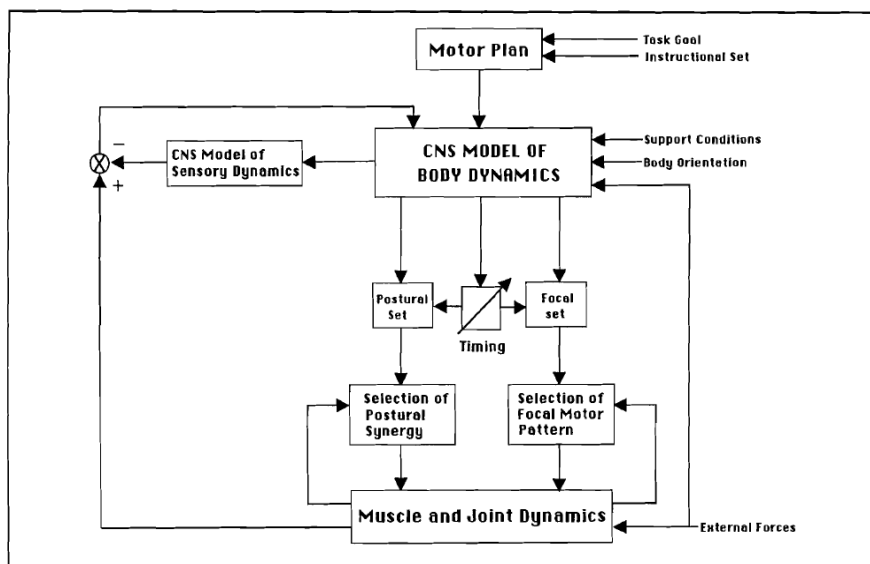 Motor Plan
Task Goal
Instructional Set
CNS MODEL OF
BODY DYNAMICS
Support Conditions
Body Orientation
CNS Model of
Sensory Dynamics
−
+
Postural
Set
Timing
Focal
set
Selection of
Postural
Synergy
Selection of
Focal Motor
Pattern
Muscle and Joint Dynamics
External Forces